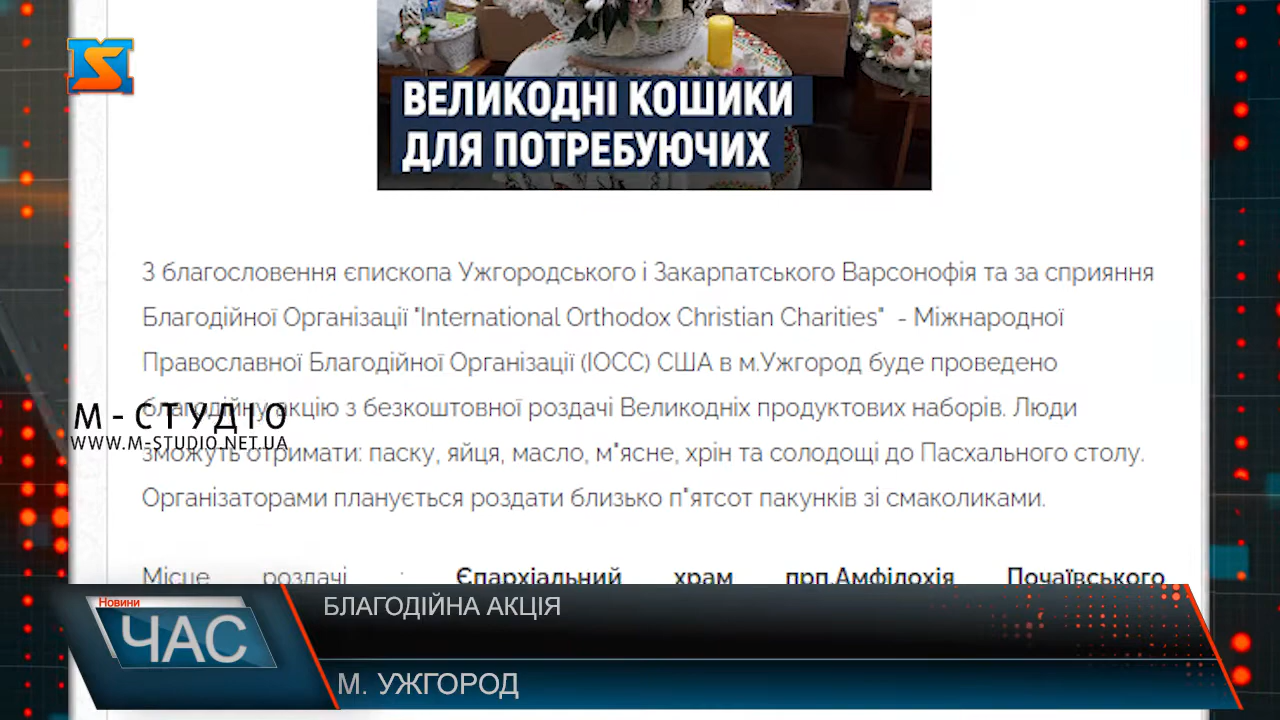 ВЕЛИКОДНІ КОШИКИ
ДЛЯ ПОТРЕБУЮЧИХ
З благословення єпископа Ужгородського і Закарпатського Варсонофія та за сприяння
Благодійної Організації "International Orthodox Christian Charities" - Міжнародної
Православної Благодійної Організації (IOCC) США в м.Ужгород буде проведено
благодійну акцію з безкоштовної роздачі Великодніх продуктових наборів. Люди
зможуть отримати: паску, яйця, масло, м"ясне, хрін та солодощі до Пасхального столу.
Організаторами планується роздати близько п"ятсот пакунків зі смаколиками.
М-СТУДІО
WWW.M-STUDIO.NET.UA
Місце роздачі : Єпархіальний храм прп.Амфілохія Почаївського
Новини
ЧАС
БЛАГОДІЙНА АКЦІЯ
М. УЖГОРОД